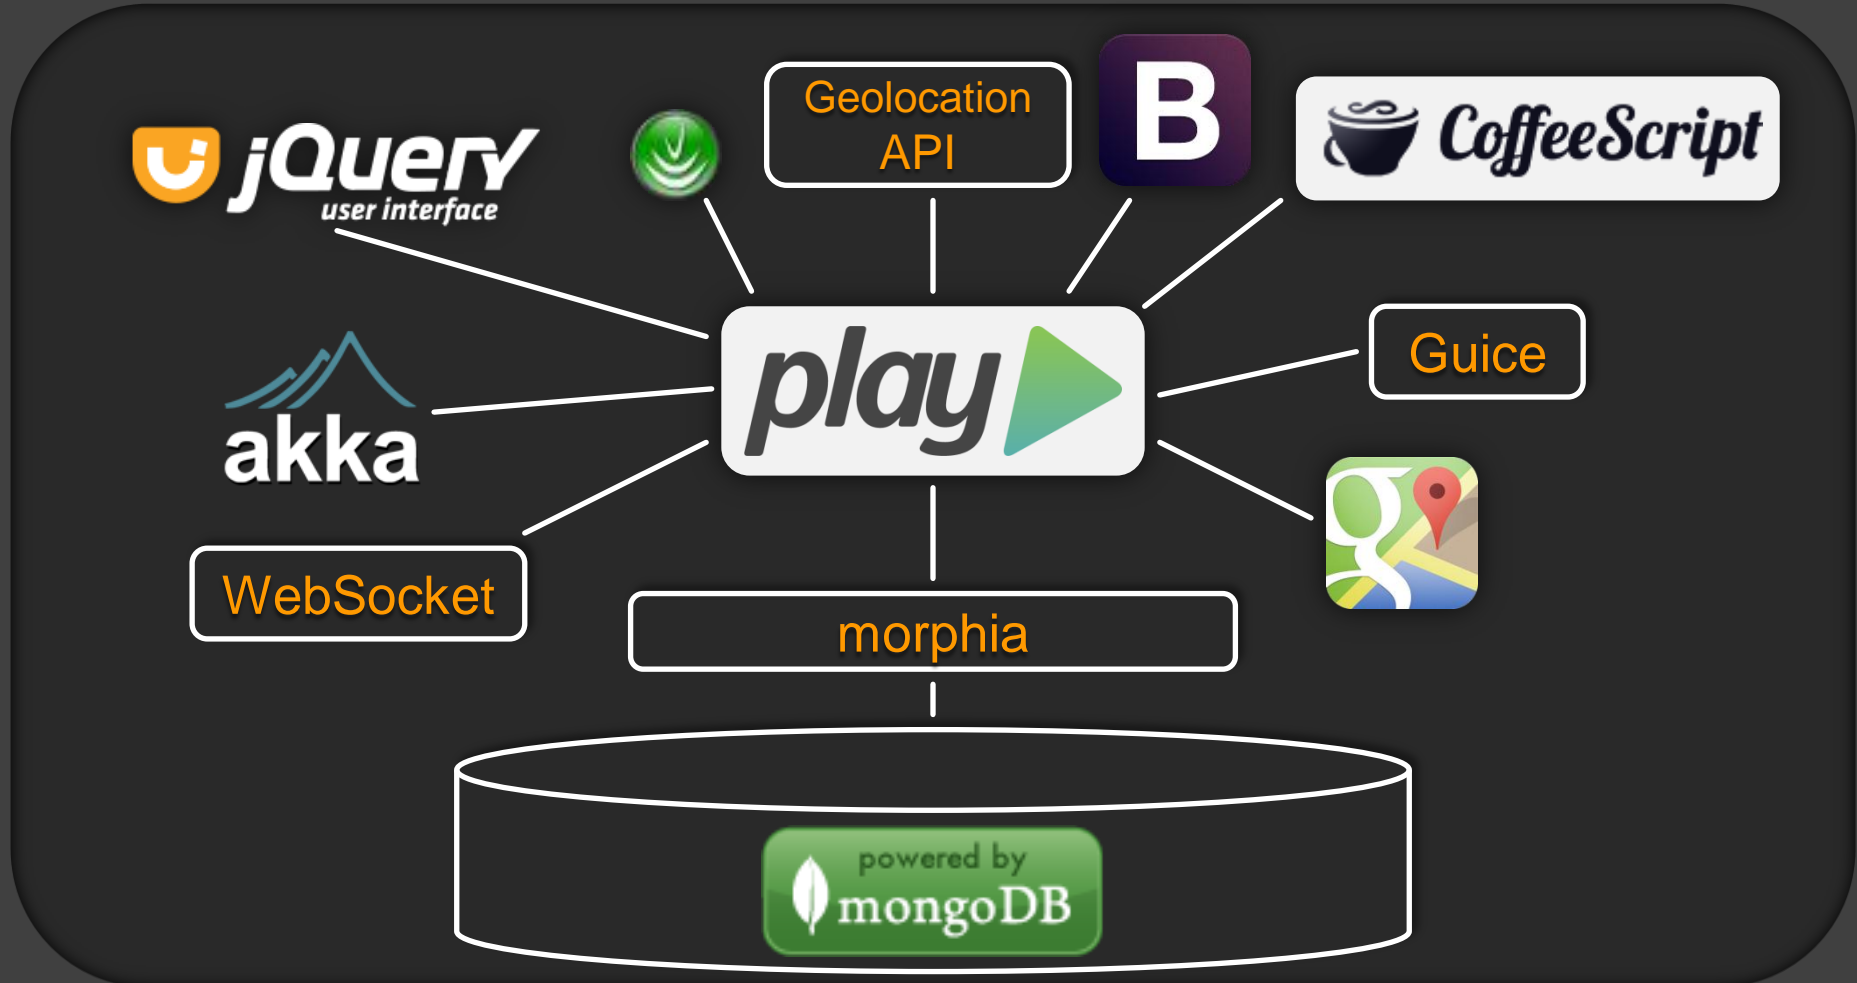 Geolocation
API
B
CoffeeScript
jQuery
user interface
play
Guice
akka
g
WebSocket
morphia
powered by
mongoDB